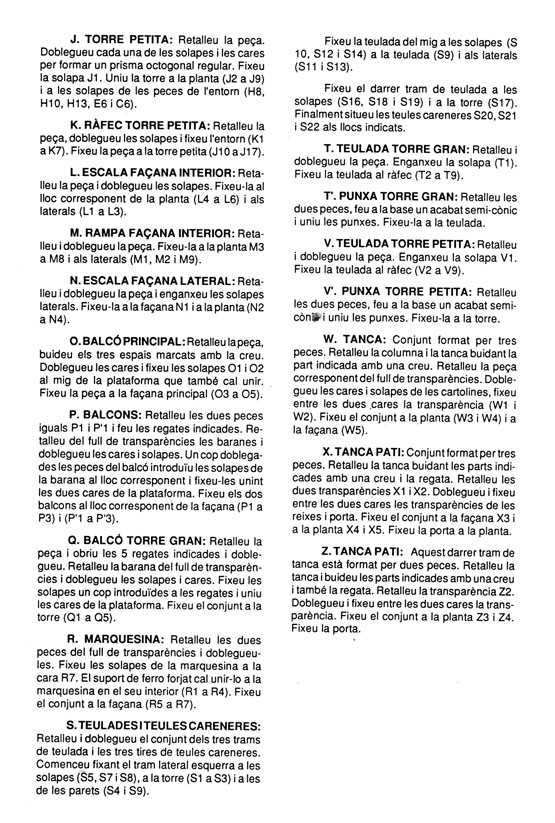 J. TORRE PETITA: Retalleu la peça.
Doblegueu cada una de les solapes i les cares
per formar un prisma octogonal regular. Fixeu
la solapa J1. Uniu la torre a la planta (J2 a J9)
i a les solapes de les peces de l'entorn (H8,
H10, H13, E6 i C6).
K. RÀFEC TORRE PETITA: Retalleu la
peça, doblegueu les solapes i fixeu l'entorn (K1
a K7). Fixeu la peça a la torre petita (J10 a J17).
L. ESCALA FAÇANA INTERIOR: Reta-
lleu la peça i doblegueu les solapes. Fixeu-la al
lloc corresponent de la planta (L4 a L6) i als
laterals (L1 a L3).
M. RAMPA FAÇANA INTERIOR: Reta-
lleu i doblegueu la peça. Fixeu-la a la planta M3
a M8 i als laterals (M1, M2 i M9).
N. ESCALA FAÇANA LATERAL: Reta-
lleu i doblegueu la peça i enganxeu les solapes
laterals. Fixeu-la a la façana N1 i a la planta (N2
a N4).
O. BALCÓ PRINCIPAL: Retalleu la peça,
buideu els tres espais marcats amb la creu.
Doblegueu les cares i fixeu les solapes O1 i O2
al mig de la plataforma que també cal unir.
Fixeu la peça a la façana principal (O3 a O5).
P. BALCONS: Retalleu les dues peces
iguals P1 i P'1 i feu les regates indicades. Re-
talleu del full de transparències les baranes i
doblegueu les cares i solapes. Un cop doblega-
des les peces del balcó introduïu les solapes de
la barana al lloc corresponent i fixeu-les unint
les dues cares de la plataforma. Fixeu els dos
balcons al lloc corresponent de la façana (P1 a
P3) i (P'1 a P'3).
Q. BALCÓ TORRE GRAN: Retalleu la
peça i obriu les 5 regates indicades i doble-
gueu. Retalleu la barana del full de transparèn-
cies i doblegueu les solapes i cares. Fixeu les
solapes un cop introduïdes a les regates i uniu
les cares de la plataforma. Fixeu el conjunt a la
torre (Q1 a Q5).
R. MARQUESINA: Retalleu les dues
peces del full de transparències i doblegueu-
les. Fixeu les solapes de la marquesina a la
cara R7. El suport de ferro forjat cal unir-lo a la
marquesina en el seu interior (R1 a R4). Fixeu
el conjunt a la façana (R5 a R7).
S. TEULADES I TEULES CARENERES:
Retalleu i doblegueu el conjunt dels tres trams
de teulada i les tres tires de teules careneres.
Comenceu fixant el tram lateral esquerra a les
solapes (S5, S7 i S8), a la torre (S1 a S3) i a les
de les parets (S4 i S9).
Fixeu la teulada del mig a les solapes (S
10, S12 i S14) a la teulada (S9) i als laterals
(S11 i S13).
Fixeu el darrer tram de teulada a les
solapes (S16, S18 i S19) i a la torre (S17).
Finalment situeu les teules careneres S20, S21
i S22 als llocs indicats.
T. TEULADA TORRE GRAN: Retalleu i
doblegueu la peça. Enganxeu la solapa (T1).
Fixeu la teulada al ràfec (T2 a T9).
T'. PUNXA TORRE GRAN: Retalleu les
dues peces, feu a la base un acabat semi-cònic
i uniu les punxes. Fixeu-la a la teulada.
V. TEULADA TORRE PETITA: Retalleu
i doblegueu la peça. Enganxeu la solapa V1.
Fixeu la teulada al ràfec (V2 a V9).
V'. PUNXA TORRE PETITA: Retalleu
les dues peces, feu a la base un acabat semi-
i uniu les punxes. Fixeu-la a la torre.
W. TANCA: Conjunt format per tres
peces. Retalleu la columna i la tanca buidant la
part indicada amb una creu. Retalleu la peça
corresponent del full de transparències. Doble-
gueu les cares i solapes de les cartolines, fixeu
entre les dues cares la transparència (W1 i
W2). Fixeu el conjunt a la planta (W3 i W4) i a
la façana (W5).
X. TANCA PATI: Conjunt format per tres
peces. Retalleu la tanca buidant les parts indi-
cades amb una creu i la regata. Retalleu les
dues transparències X1 i X2. Doblegueu i fixeu
entre les dues cares les transparències de les
reixes i porta. Fixeu el conjunt a la façana X3 i
a la planta X4 i X5. Fixeu la porta a la planta.
Z. TANCA PATI: Aquest darrer tram de
tanca està format per dues peces. Retalleu la
tanca i buideu les parts indicades amb una creu
i també la regata. Retalleu la transparència Z2.
Doblegueu i fixeu entre les dues cares la trans-
parència. Fixeu el conjunt a la planta Z3 i Z4.
Fixeu la porta.